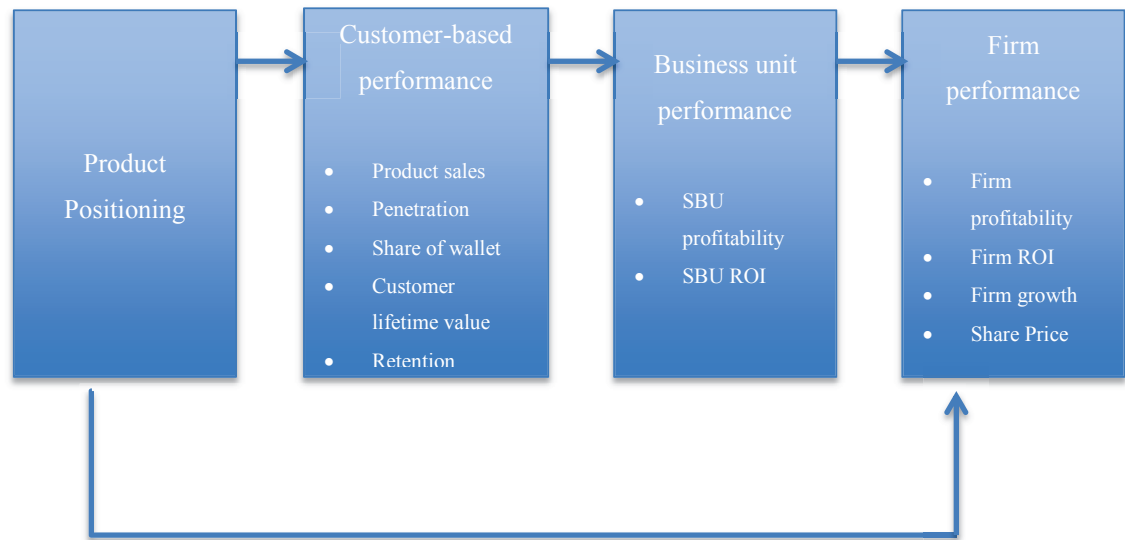 Product
Positioning
Customer-based
performance
• Product sales
• Penetration
• Share of wallet
• Customer
lifetime value
• Retention
Business unit
performance
• SBU
profitability
• SBU ROI
Firm
performance
• Firm
profitability
• Firm ROI
• Firm growth
• Share Price